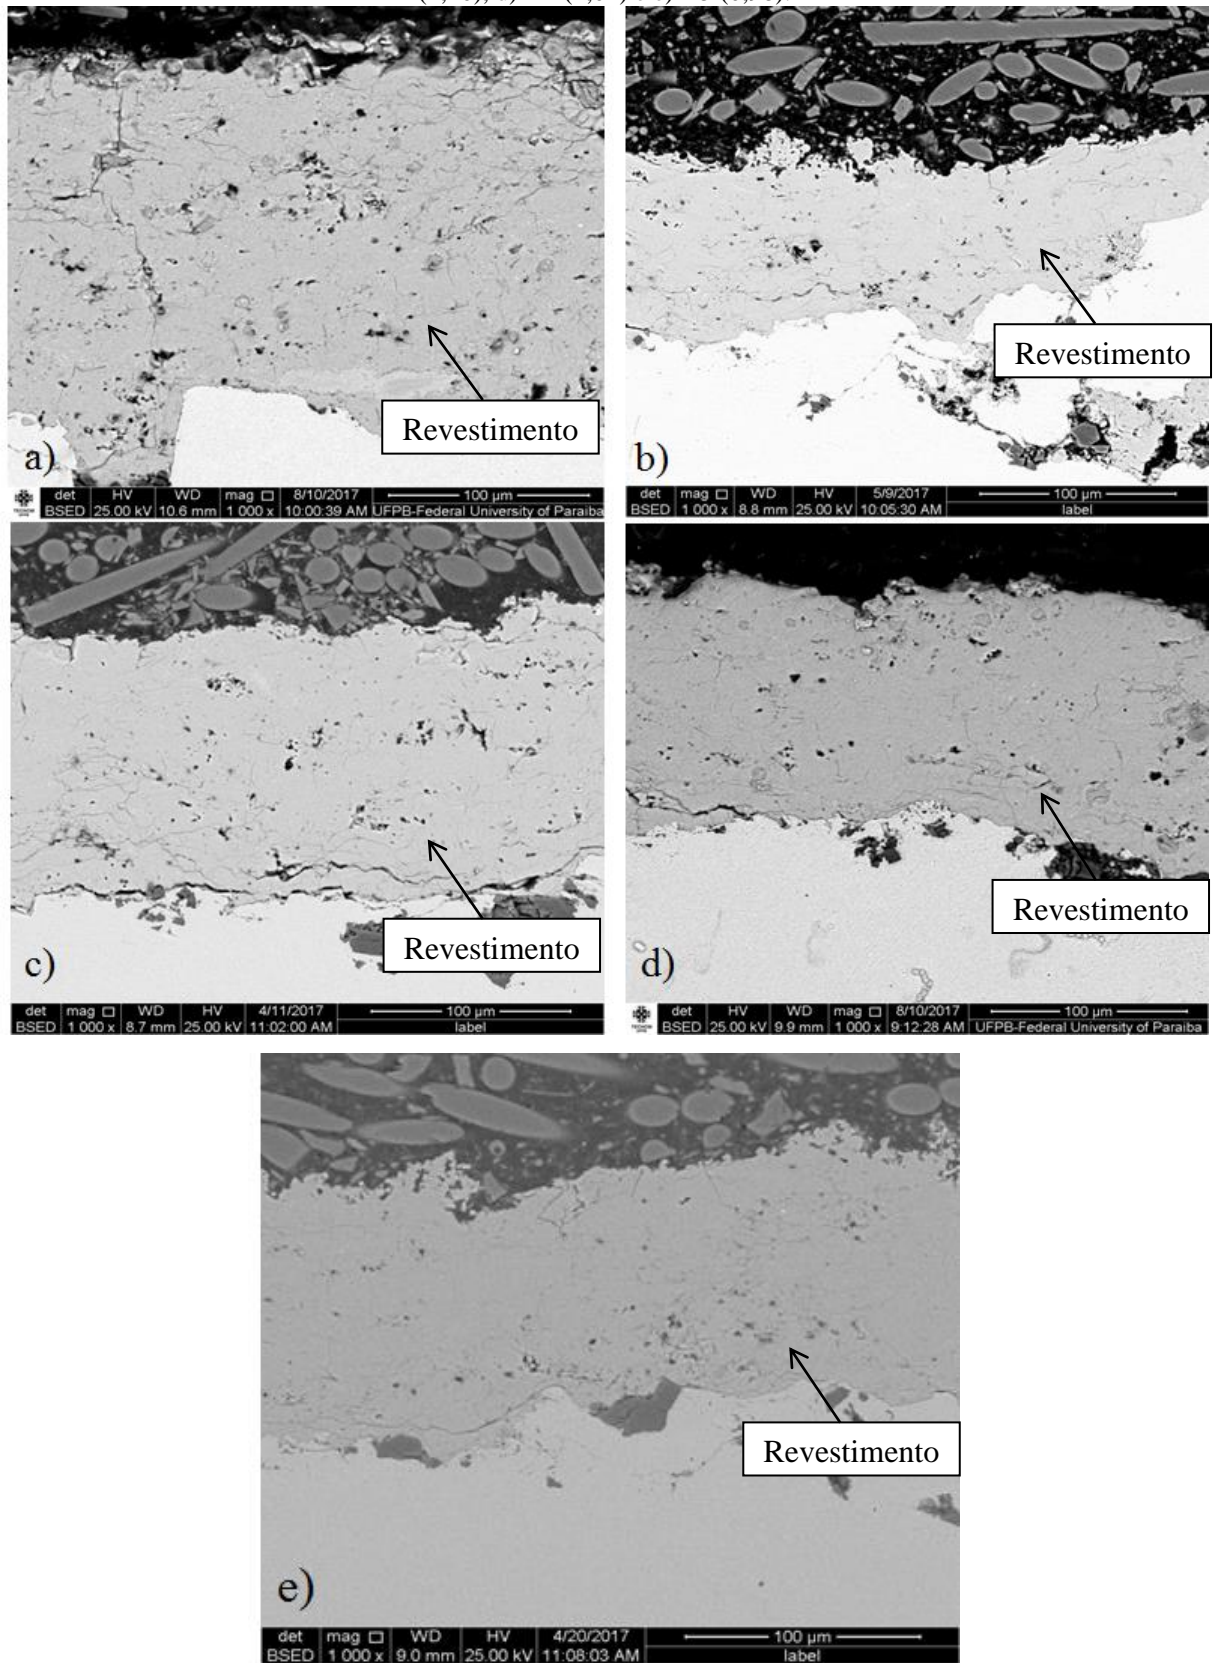 Revestimento
a)
det HV WD mag 8/10/2017 100 µm
BSED 25.00 kV 10.6 mm 1 000 x 10:00:39 AM UFPB-Federal University of Paraiba
Revestimento
b)
det mag WD HV 5/9/2017 100 µm
BSED 1 000 x 8.8 mm 25.00 kV 10:05:30 AM label
Revestimento
c)
det mag WD HV 4/11/2017 100 µm
BSED 1 000 x 8.7 mm 25.00 kV 11:02:00 AM label
Revestimento
d)
det HV WD mag 8/10/2017 100 µm
BSED 25.00 kV 9.9 mm 1 000 x 9:12:28 AM UFPB-Federal University of Paraiba
Revestimento
e)
det mag WD HV 4/20/2017 100 µm
BSED 1 000 x 9.0 mm 25.00 kV 11:08:03 AM label